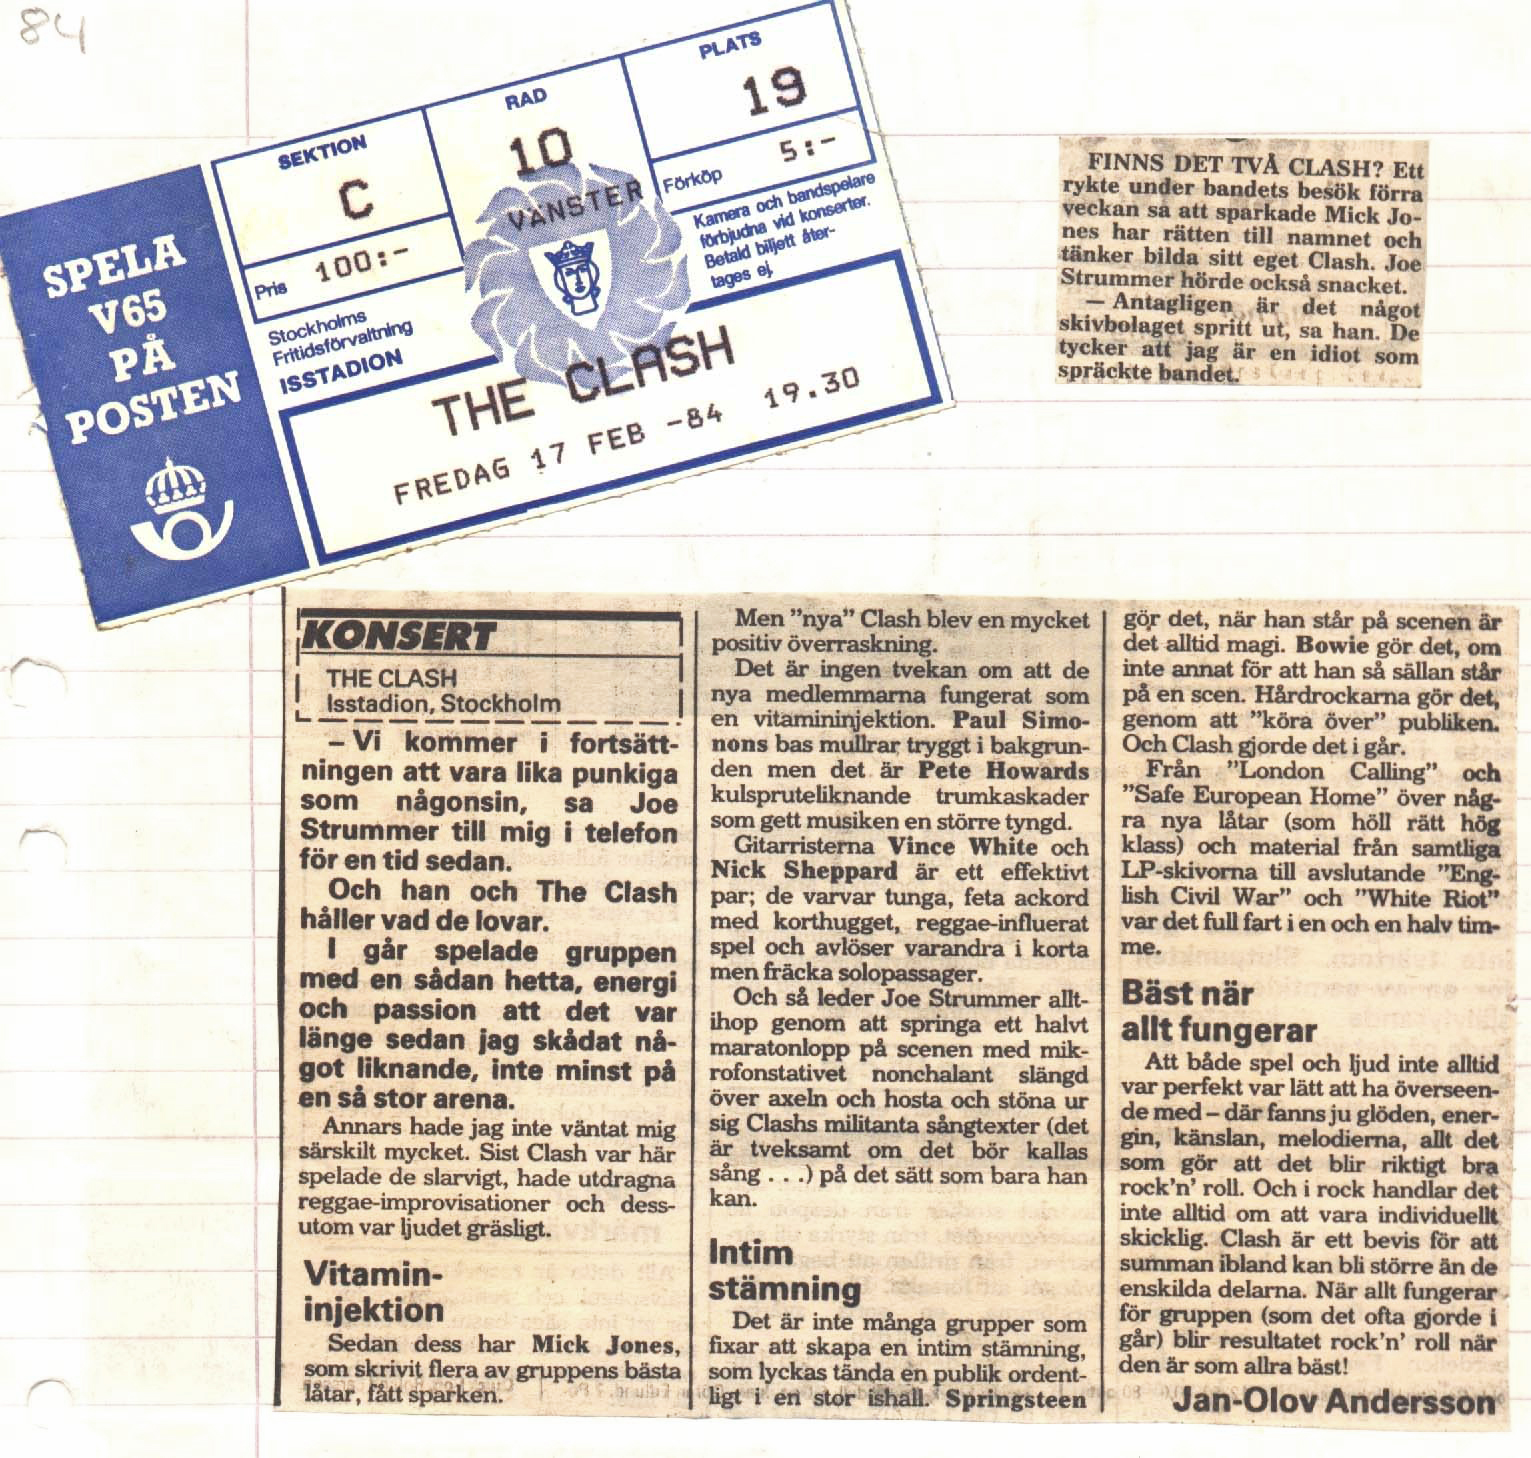 84
SPELA
V65
PÅ
POSTEN
SEKTION
C
RAD
10
VÄNSTER
PLATS
19
Pris 100:-
Förköp 5:-
Stockholms
Fritidsförvaltning
ISSTADION
Kamera och bandspelare
förbjudna vid konserter.
Betald biljett åter-
tages ej.
THE CLASH
FREDAG 17 FEB -84 19.30
FINNS DET TVÅ CLASH? Ett
rykte under bandets besök förra
veckan sa att sparkade Mick Jo-
nes har rätten till namnet och
tänker bilda sitt eget Clash. Joe
Strummer hörde också snacket.
— Antagligen är det något
skivbolaget spritt ut, sa han. De
tycker att jag är en idiot som
spräckte bandet.
KONSERT
THE CLASH
Isstadion, Stockholm
– Vi kommer i fortsätt-
ningen att vara lika punkiga
som någonsin, sa Joe
Strummer till mig i telefon
för en tid sedan.
Och han och The Clash
håller vad de lovar.
I går spelade gruppen
med en sådan hetta, energi
och passion att det var
länge sedan jag skådat nå-
got liknande, inte minst på
en så stor arena.
Annars hade jag inte väntat mig
särskilt mycket. Sist Clash var här
spelade de slarvigt, hade utdragna
reggae-improvisationer och dess-
utom var ljudet gräsligt.
Vitamin-
injektion
Sedan dess har Mick Jones,
som skrivit flera av gruppens bästa
låtar, fått sparken.
Men ”nya” Clash blev en mycket
positiv överraskning.
Det är ingen tvekan om att de
nya medlemmarna fungerat som
en vitamininjektion. Paul Simo-
nons bas mullrar tryggt i bakgrun-
den men det är Pete Howards
kulspruteliknande trumkaskader
som gett musiken en större tyngd.
Gitarristerna Vince White och
Nick Sheppard är ett effektivt
par; de varvar tunga, feta ackord
med korthugget, reggae-influerat
spel och avlöser varandra i korta
men fräcka solopassager.
Och så leder Joe Strummer allt-
ihop genom att springa ett halvt
maratonlopp på scenen med mik-
rofonstativet nonchalant slängd
över axeln och hosta och stöna ur
sig Clashs militanta sångtexter (det
är tveksamt om det bör kallas
sång . . .) på det sätt som bara han
kan.
Intim
stämning
Det är inte många grupper som
fixar att skapa en intim stämning,
som lyckas tända en publik ordent-
ligt i en stor ishall. Springsteen
gör det, när han står på scenen är
det alltid magi. Bowie gör det, om
inte annat för att han så sällan står
på en scen. Hårdrockarna gör det,
genom att ”köra över” publiken.
Och Clash gjorde det i går.
Från ”London Calling” och
”Safe European Home” över någ-
ra nya låtar (som höll rätt hög
klass) och material från samtliga
LP-skivorna till avslutande ”Eng-
lish Civil War” och ”White Riot”
var det full fart i en och en halv tim-
me.
Bäst när
allt fungerar
Att både spel och ljud inte alltid
var perfekt var lätt att ha överseen-
de med – där fanns ju glöden, ener-
gin, känslan, melodierna, allt det
som gör att det blir riktigt bra
rock’n’ roll. Och i rock handlar det
inte alltid om att vara individuellt
skicklig. Clash är ett bevis för att
summan ibland kan bli större än de
enskilda delarna. När allt fungerar
för gruppen (som det ofta gjorde i
går) blir resultatet rock’n’ roll när
den är som allra bäst!
Jan-Olov Andersson